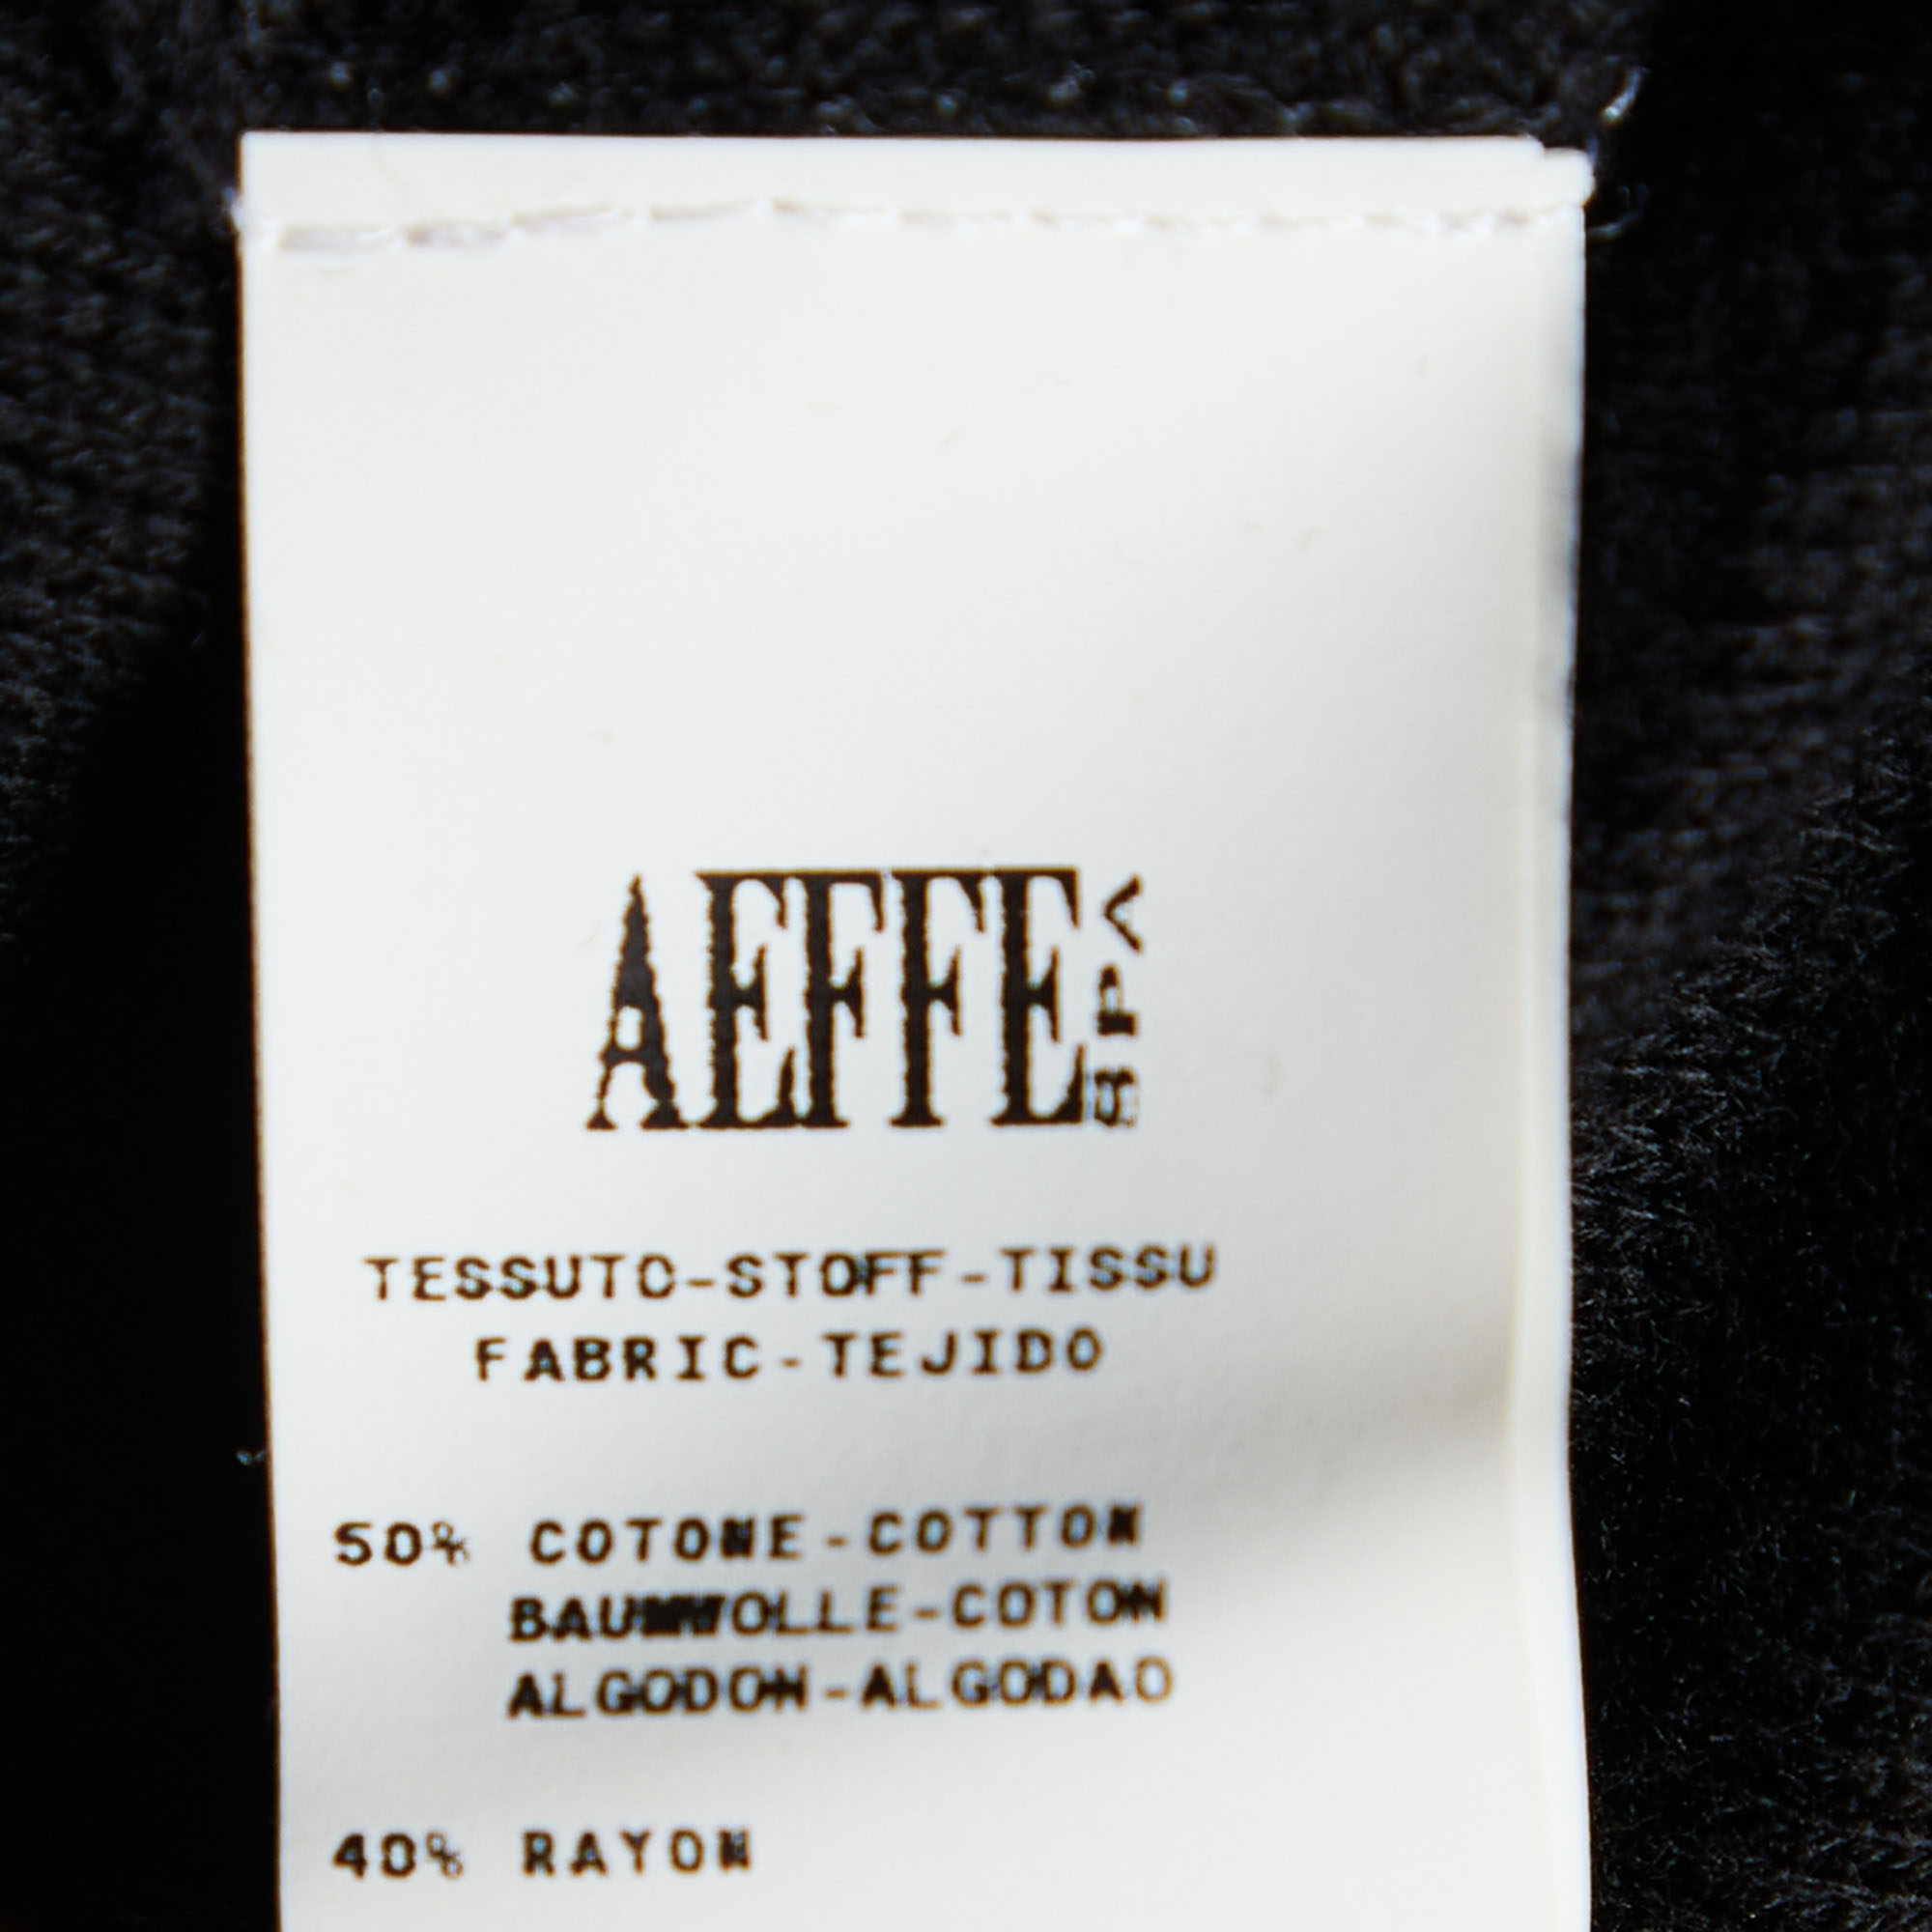 AEFFE SPA
TESSUTO-STOFF-TISSU
FABRIC-TEJIDO
50% COTONE-COTTON
BAUMWOLLE-COTON
ALGODON-ALGODAO
40% RAYON